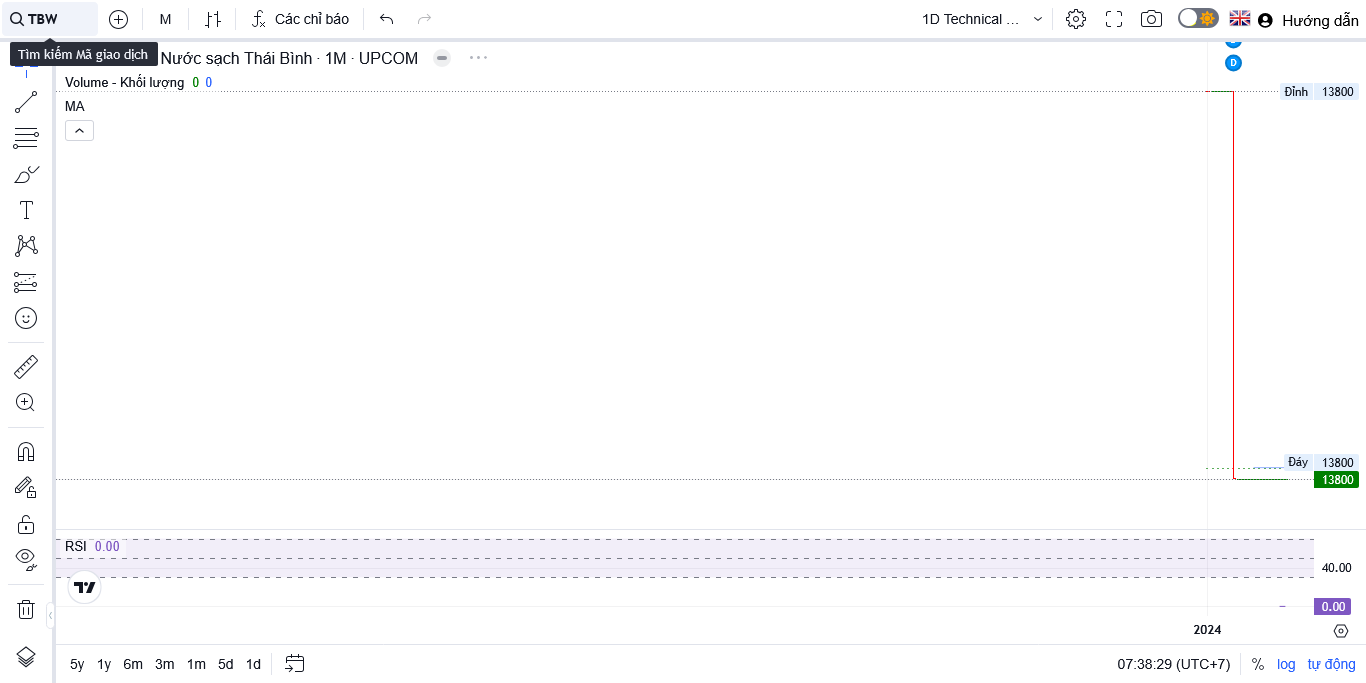 TBW M Các chỉ báo 1D Technical ... Hướng dẫn
Tìm kiếm Mã giao dịch
Nước sạch Thái Bình · 1M · UPCOM
D
Volume - Khối lượng 0 0
Đỉnh 13800
MA
Đáy 13800
13800
RSI 0.00
40.00
0.00
2024
5y 1y 6m 3m 1m 5d 1d 07:38:29 (UTC+7) % log tự động